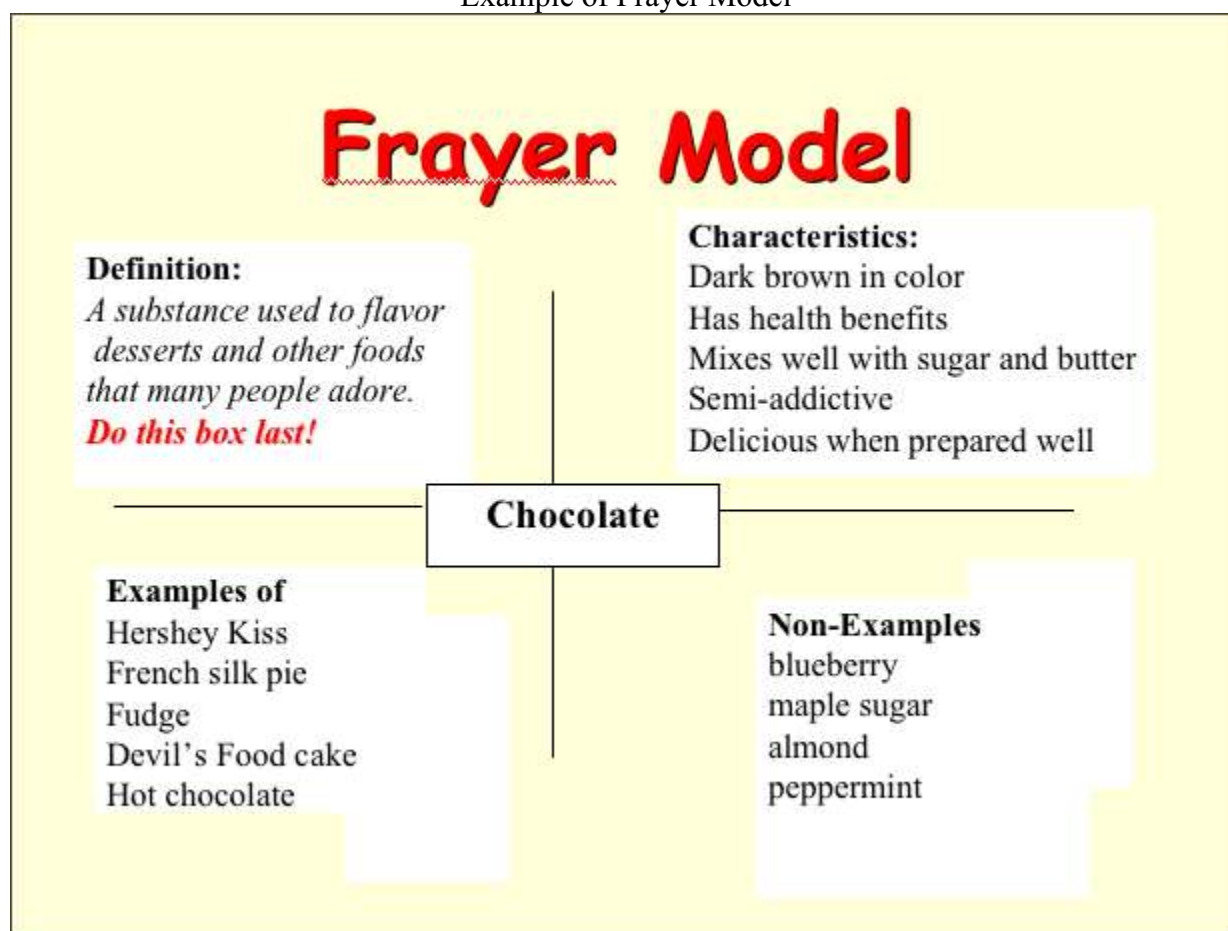 Example of Frayer Model
Frayer Model
Definition:
A substance used to flavor
desserts and other foods
that many people adore.
Do this box last!
Characteristics:
Dark brown in color
Has health benefits
Mixes well with sugar and butter
Semi-addictive
Delicious when prepared well
Chocolate
Examples of
Hershey Kiss
French silk pie
Fudge
Devil’s Food cake
Hot chocolate
Non-Examples
blueberry
maple sugar
almond
peppermint